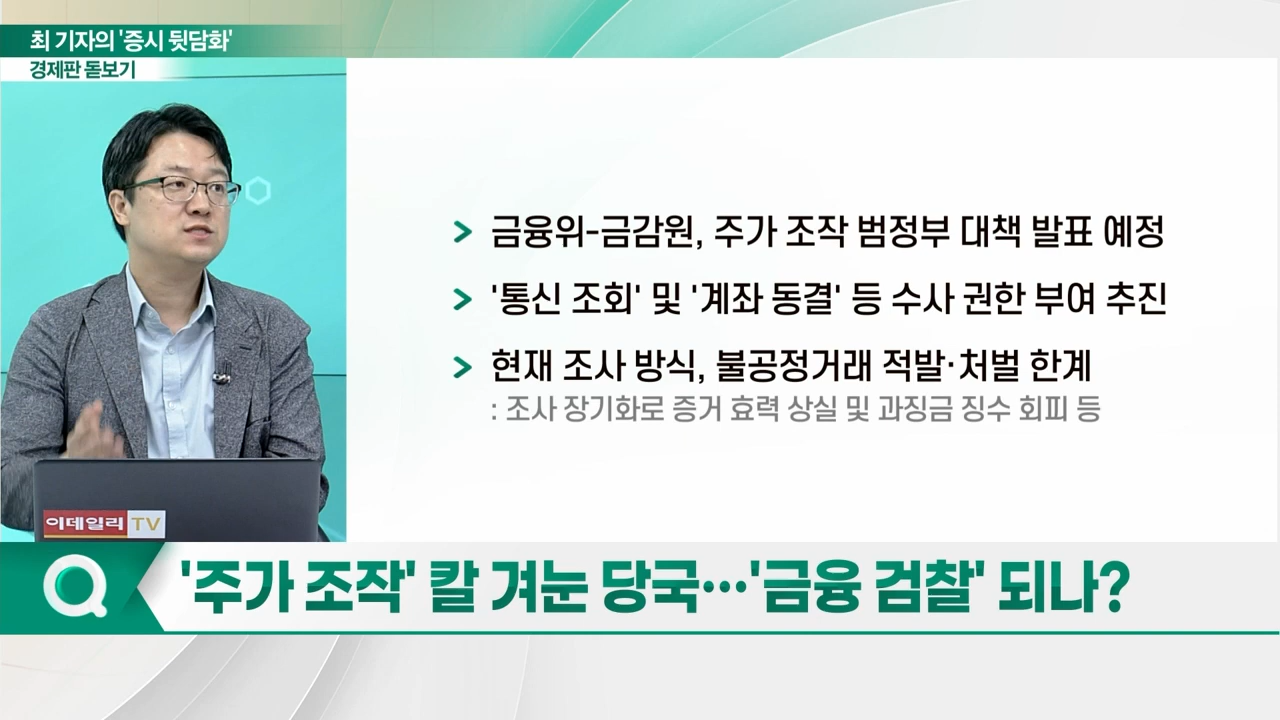 최 기자의 '증시 뒷담화'
경제판 돋보기
> 금융위-금감원, 주가 조작 범정부 대책 발표 예정
> '통신 조회' 및 '계좌 동결' 등 수사 권한 부여 추진
> 현재 조사 방식, 불공정거래 적발·처벌 한계
: 조사 장기화로 증거 효력 상실 및 과징금 징수 회피 등
이데일리 TV
'주가 조작' 칼 겨눈 당국…'금융 검찰' 되나?